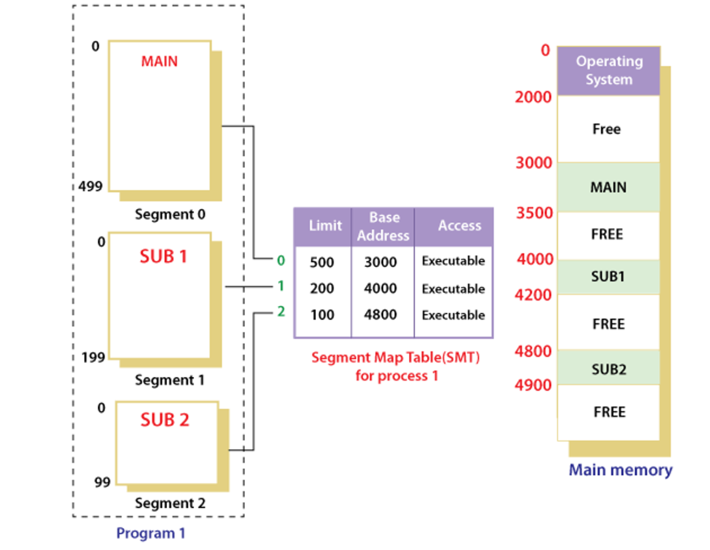 0
MAIN
499
Segment 0
0
SUB 1
199
Segment 1
0
SUB 2
99
Segment 2
Program 1
Limit Base Address Access
0 500 3000 Executable
1 200 4000 Executable
2 100 4800 Executable
Segment Map Table(SMT)
for process 1
0
Operating
System
2000
Free
3000
MAIN
3500
FREE
4000
SUB1
4200
FREE
4800
SUB2
4900
FREE
Main memory